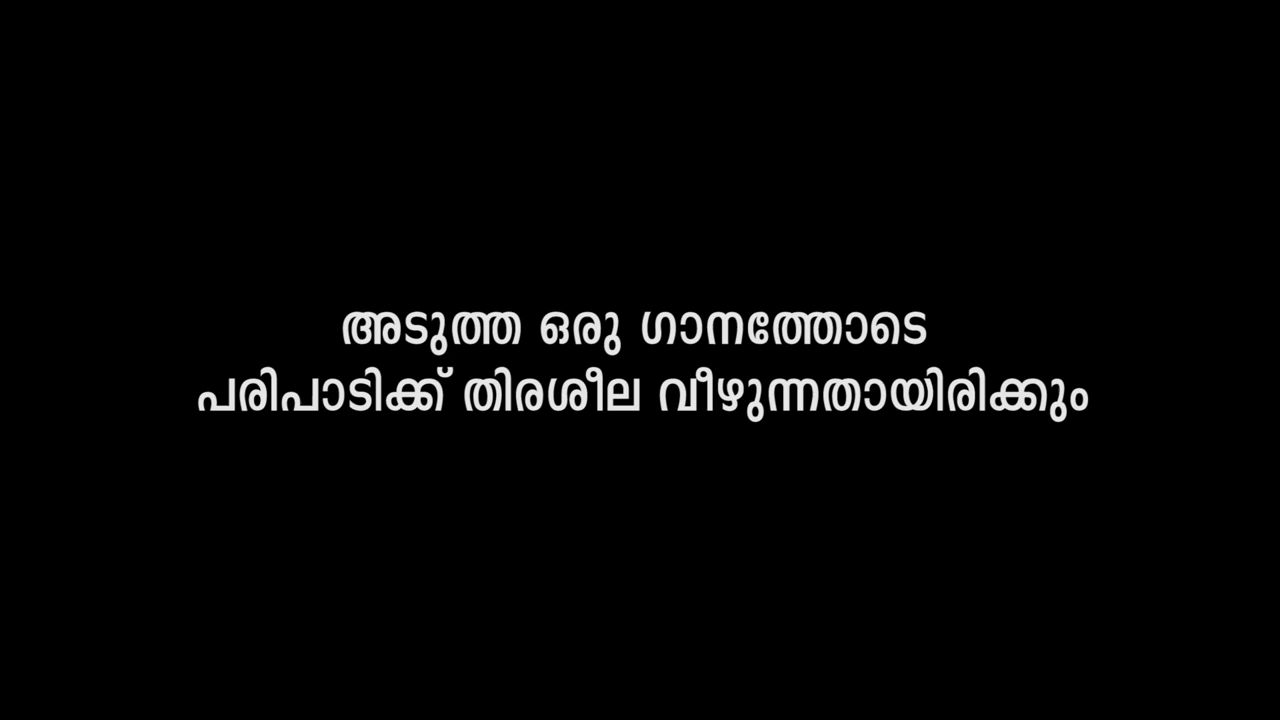 അടുത്ത ഒരു ഗാനത്തോടെ
പരിപാടിക്ക് തിരശീല വീഴുന്നതായിരിക്കും